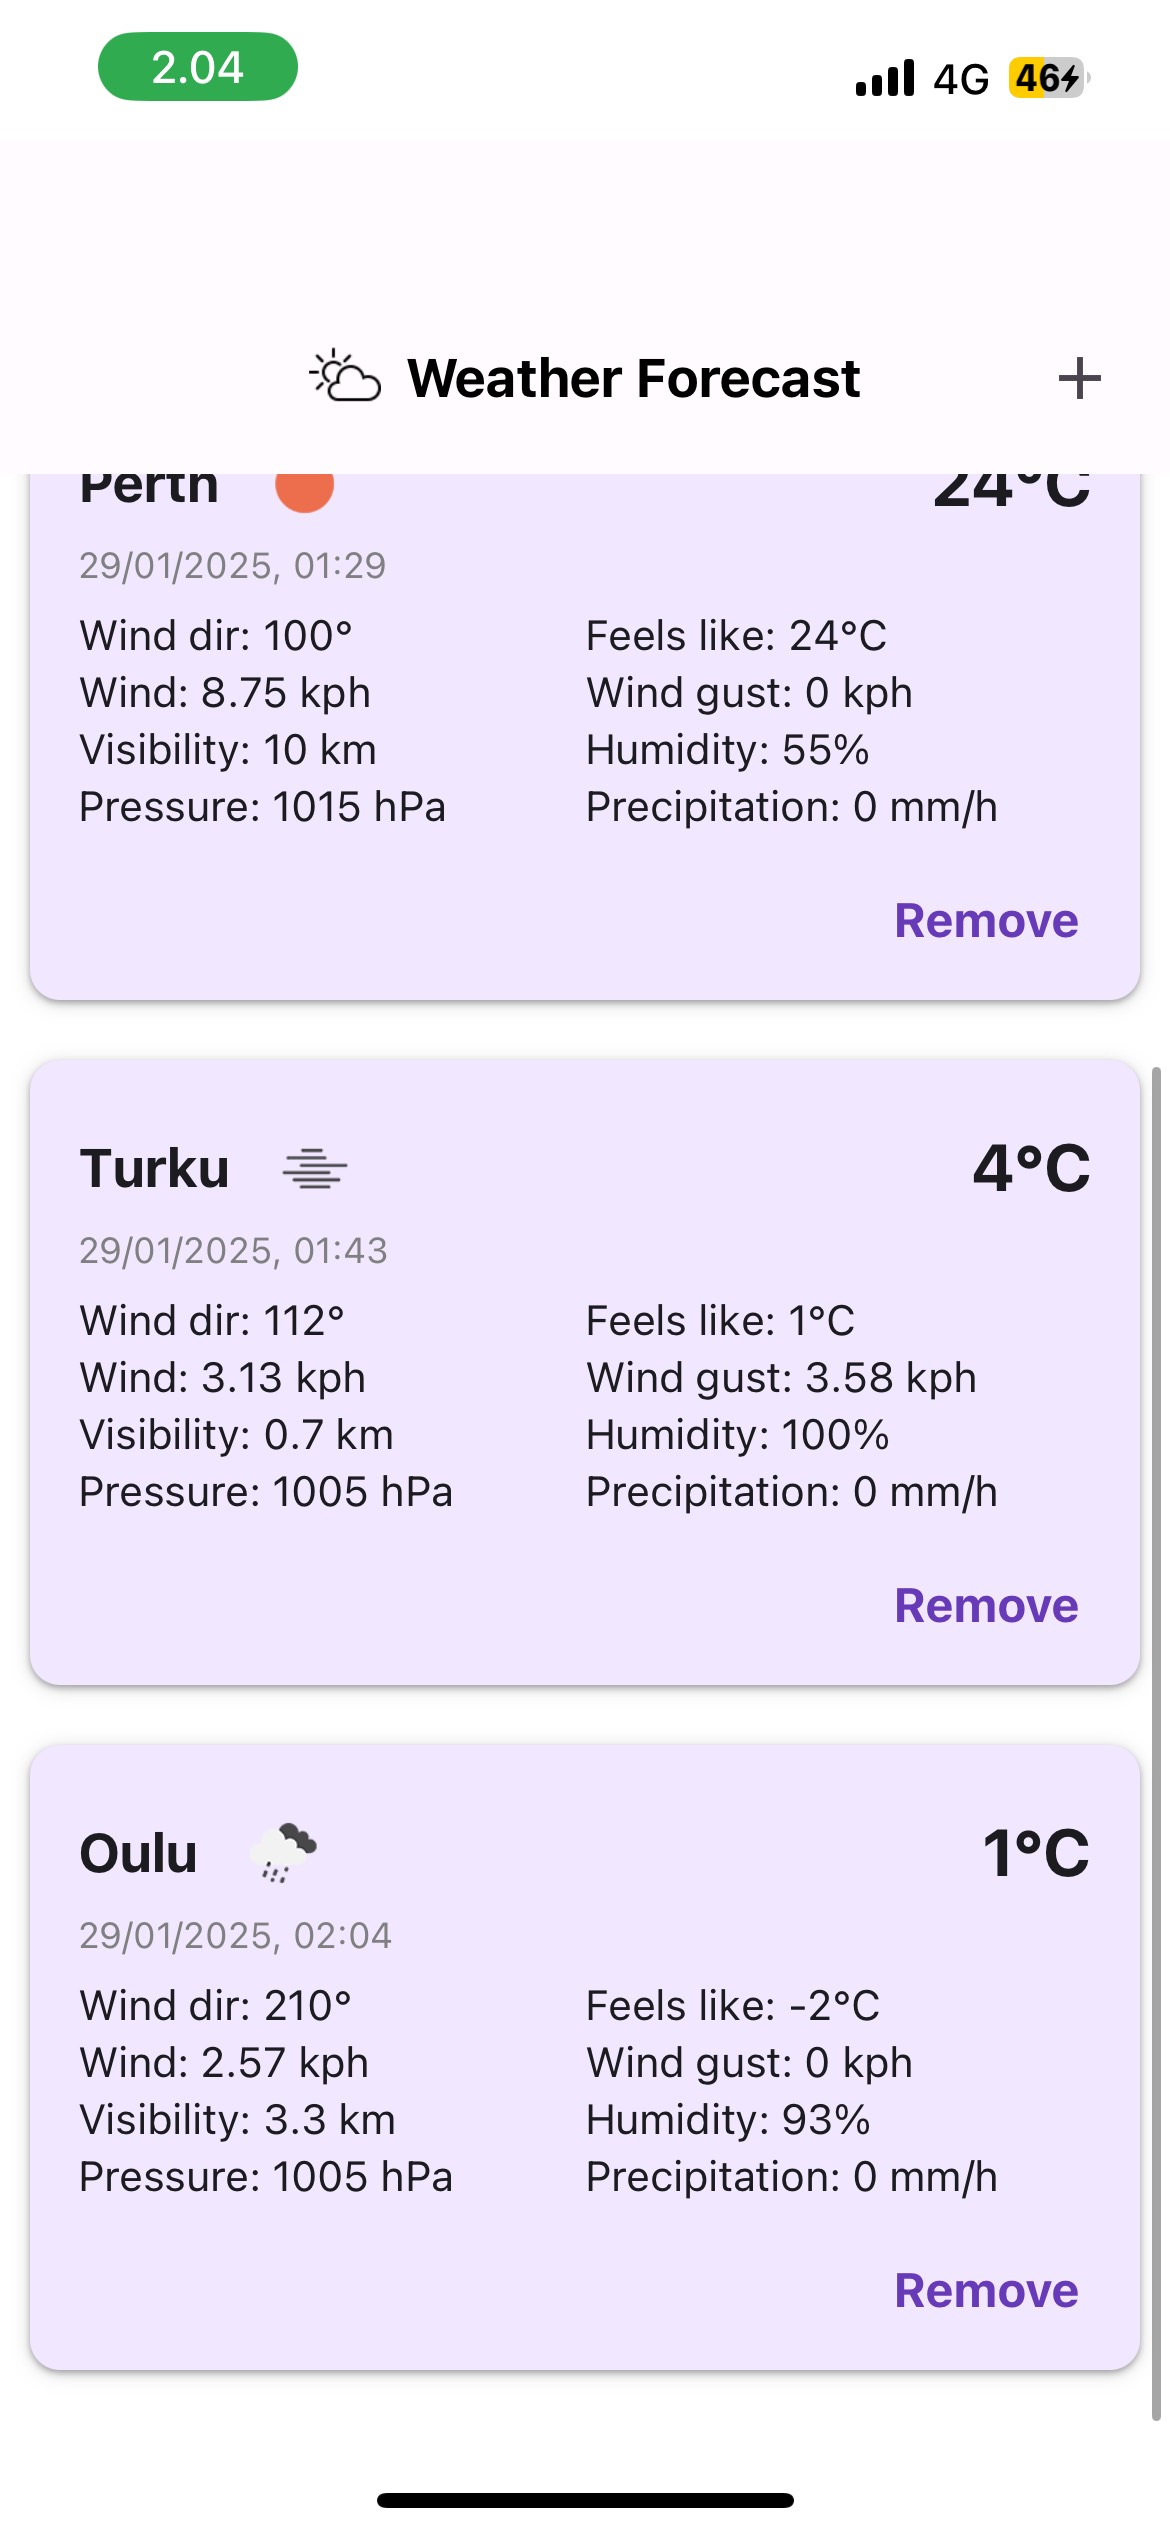 2.04
4G 46
Weather Forecast +
Perth 24°C
29/01/2025, 01:29
Wind dir: 100° Feels like: 24°C
Wind: 8.75 kph Wind gust: 0 kph
Visibility: 10 km Humidity: 55%
Pressure: 1015 hPa Precipitation: 0 mm/h
Remove
Turku 4°C
29/01/2025, 01:43
Wind dir: 112° Feels like: 1°C
Wind: 3.13 kph Wind gust: 3.58 kph
Visibility: 0.7 km Humidity: 100%
Pressure: 1005 hPa Precipitation: 0 mm/h
Remove
Oulu 1°C
29/01/2025, 02:04
Wind dir: 210° Feels like: -2°C
Wind: 2.57 kph Wind gust: 0 kph
Visibility: 3.3 km Humidity: 93%
Pressure: 1005 hPa Precipitation: 0 mm/h
Remove